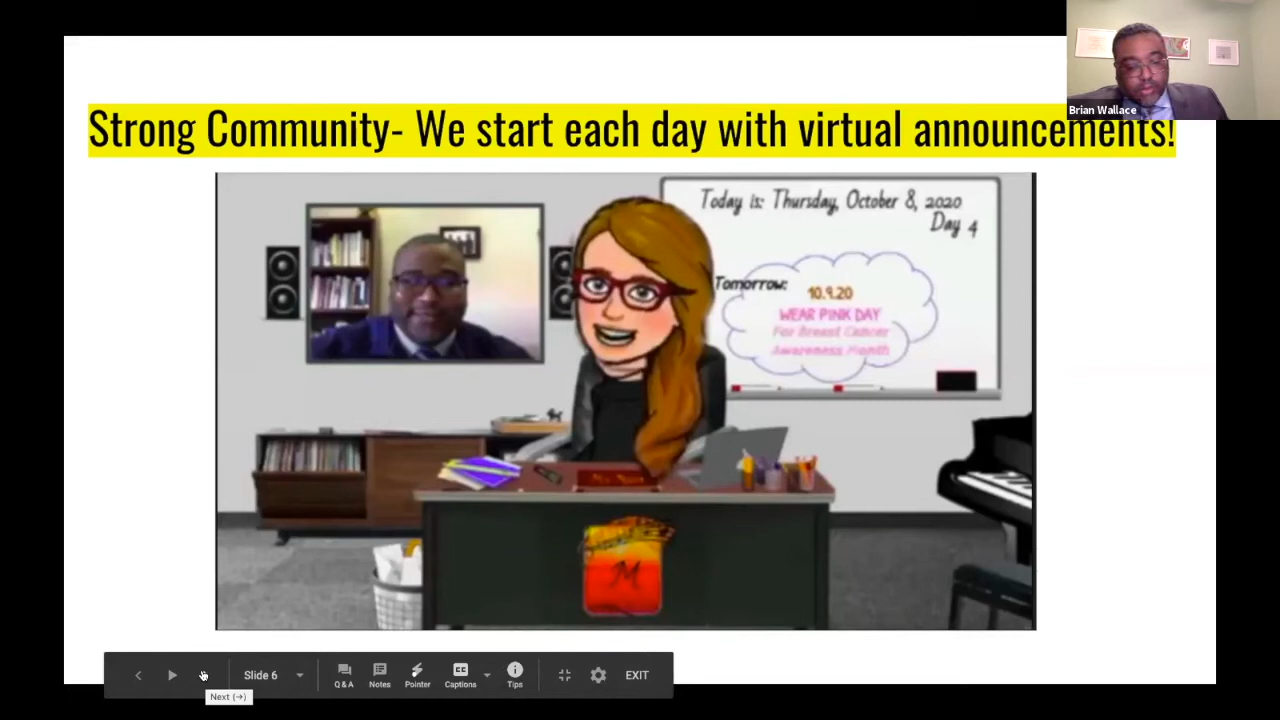 Brian Wallace
Strong Community- We start each day with virtual announcements!
Today is: Thursday, October 8, 2020
Day 4
Tomorrow:
10.9.20
WEAR PINK DAY
For Breast Cancer
Awareness Month
M
Slide 6
Q&A
Notes
Pointer
CC
Captions
Tips
EXIT
Next (→)